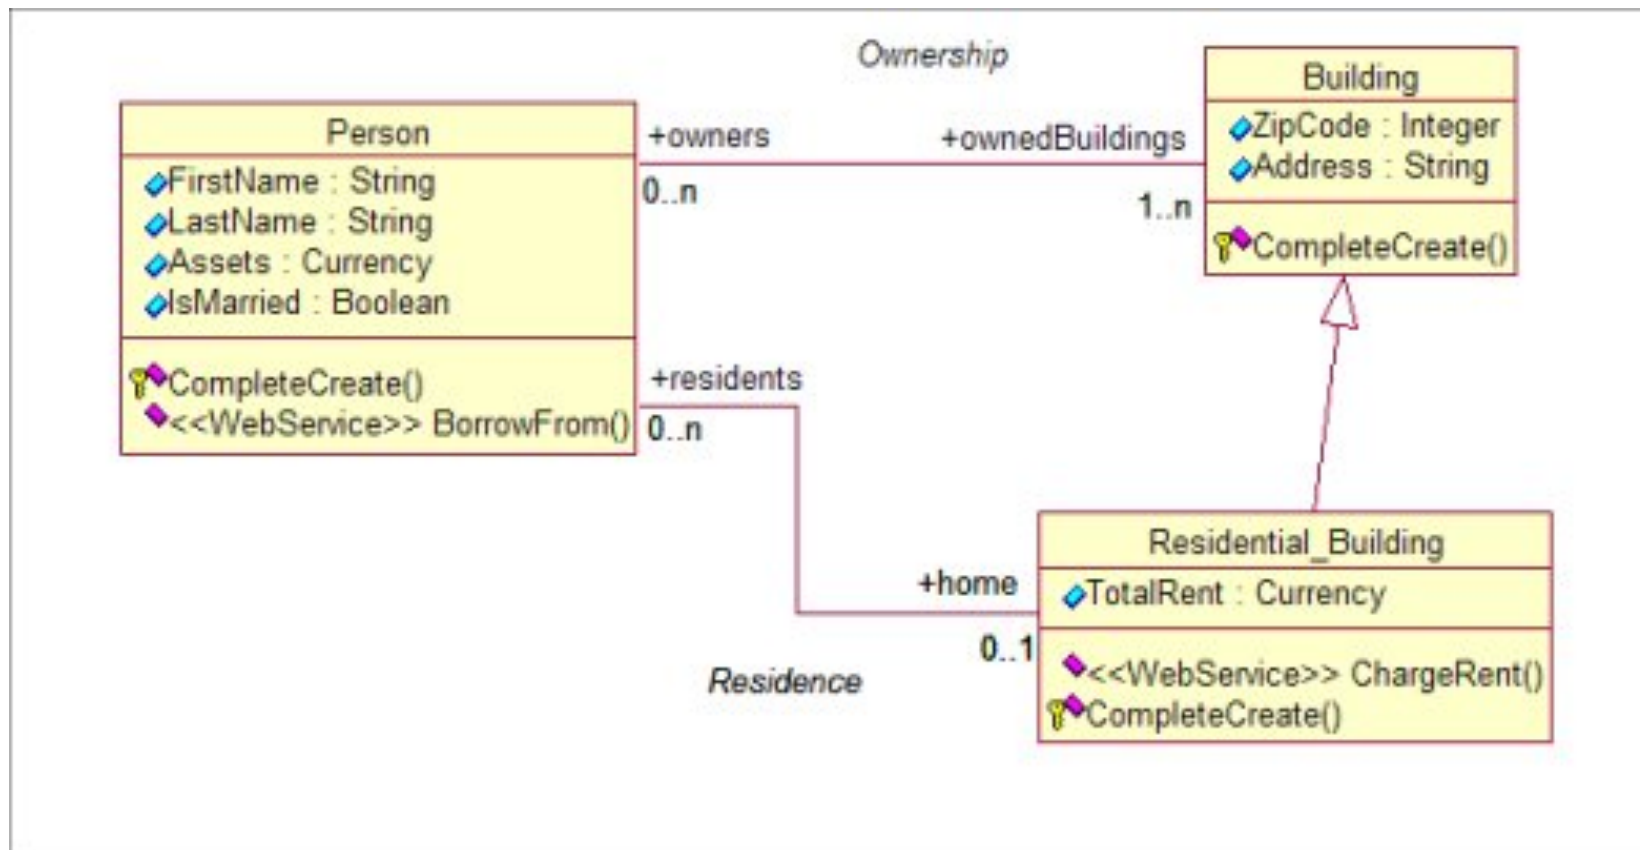 Ownership
Person
FirstName : String
LastName : String
Assets : Currency
IsMarried : Boolean
CompleteCreate()
<<WebService>> BorrowFrom()
+owners
0..n
+ownedBuildings
1..n
Building
ZipCode : Integer
Address : String
CompleteCreate()
+residents
0..n
+home
0..1
Residence
Residential_Building
TotalRent : Currency
<<WebService>> ChargeRent()
CompleteCreate()